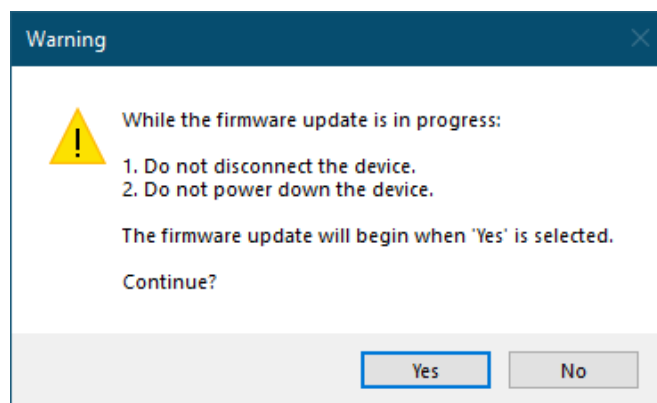 Warning
While the firmware update is in progress:
1. Do not disconnect the device.
2. Do not power down the device.
The firmware update will begin when 'Yes' is selected.
Continue?
Yes
No